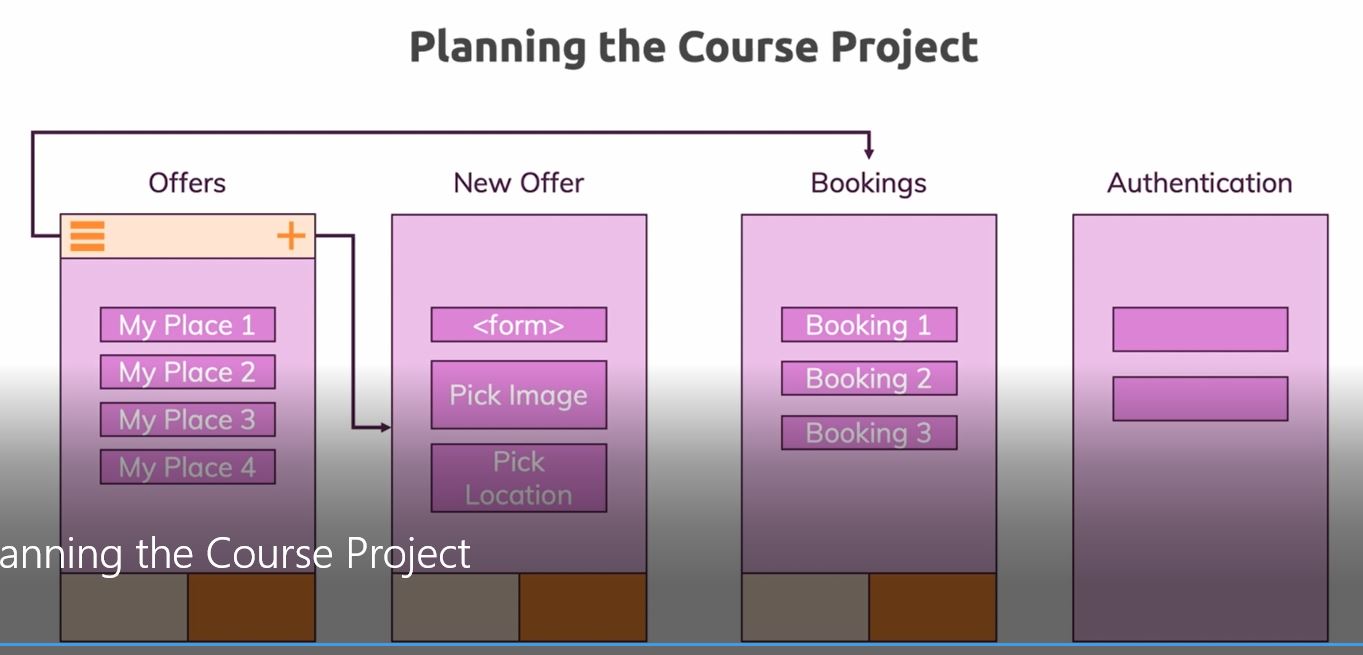 Planning the Course Project
Offers
New Offer
Bookings
Authentication
My Place 1
My Place 2
My Place 3
My Place 4
<form>
Pick Image
Pick
Location
Booking 1
Booking 2
Booking 3
anning the Course Project